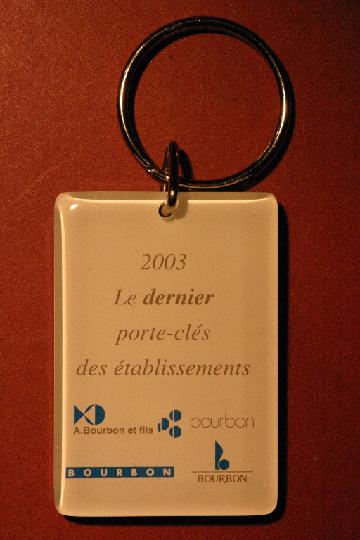 2003
Le dernier
porte-clés
des établissements
A.Bourbon et fils
bourbon
BOURBON
BOURBON